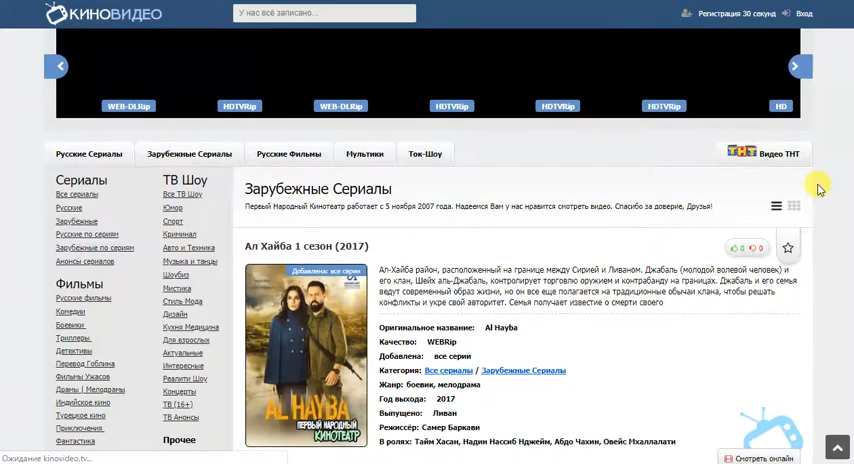 КИНОВИДЕО
У нас всё записано...
Регистрация 30 секунд
Вход
WEB-DLRip
HDTVRip
WEB-DLRip
HDTVRip
HDTVRip
HDTVRip
HD
Русские Сериалы
Зарубежные Сериалы
Русские Фильмы
Мультики
Ток-Шоу
ТНТ Видео ТНТ
Сериалы
Все сериалы
Русские
Зарубежные
Русские по сериям
Зарубежные по сериям
Анонсы сериалов
Фильмы
Русские фильмы
Комедии
Боевики
Триллеры
Детективы
Перевод Гоблина
Фильмы Ужасов
Драмы | Мелодрамы
Индийское кино
Турецкое кино
Приключения
Фантастика
ТВ Шоу
Все ТВ Шоу
Юмор
Спорт
Криминал
Авто и Техника
Музыка и танцы
Шоубиз
Мистика
Стиль Мода
Дизайн
Кухня Медицина
Для взрослых
Актуальные
Интересные
Реалити Шоу
Концерты
ТВ (16+)
ТВ Анонсы
Прочее
Зарубежные Сериалы
Первый Народный Кинотеатр работает с 5 ноября 2007 года. Надеемся Вам у нас нравится смотреть видео. Спасибо за доверие, Друзья!
Ал Хайба 1 сезон (2017)
0 0
Добавлена: все серии
AL HAYBA
ПЕРВЫЙ НАРОДНЫЙ
КИНОТЕАТР
Ал-Хайба район, расположенный на границе между Сирией и Ливаном. Джабаль (молодой волевой человек) и
его клан, Шейх аль-Джабаль, контролирует торговлю оружием и контрабанду на границах. Джабаль и его семья
ведут современный образ жизни, но он все еще полагается на традиционные обычаи клана, чтобы решать
конфликты и укре свой авторитет. Семья получает известие о смерти своего
Оригинальное название: Al Hayba
Качество: WEBRip
Добавлена: все серии
Категория: Все сериалы / Зарубежные Сериалы
Жанр: боевик, мелодрама
Год выхода: 2017
Выпущено: Ливан
Режиссёр: Самер Баркави
В ролях: Тайм Хасан, Надин Нассиб Нджейм, Абдо Чахин, Овейс Мхаллалати
Смотреть онлайн
Ожидание kinovideo.tv...